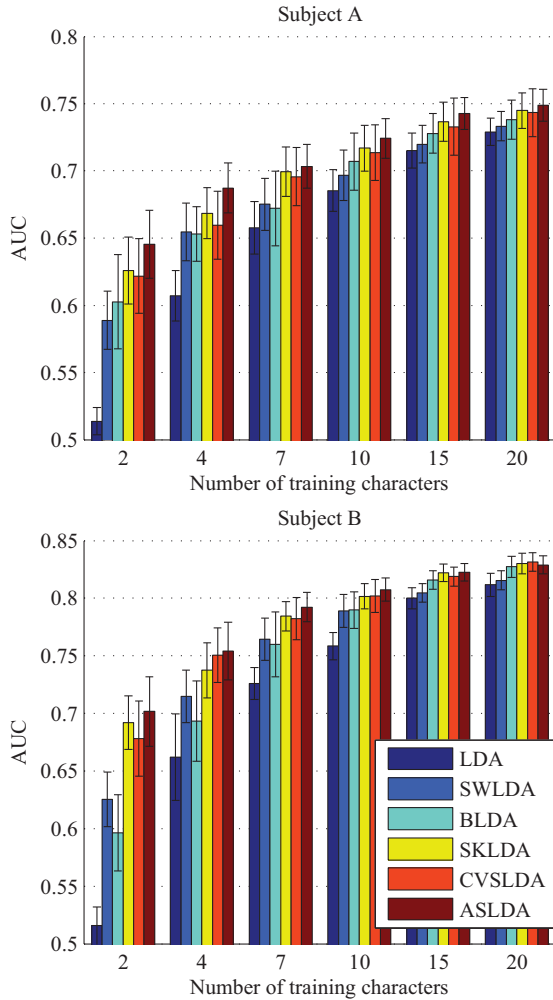 Subject A
0.8
0.75
0.7
0.65
0.6
0.55
0.5
AUC
2 4 7 10 15 20
Number of training characters
Subject B
0.85
0.8
0.75
0.7
0.65
0.6
0.55
0.5
AUC
LDA
SWLDA
BLDA
SKLDA
CVSLDA
ASLDA
2 4 7 10 15 20
Number of training characters